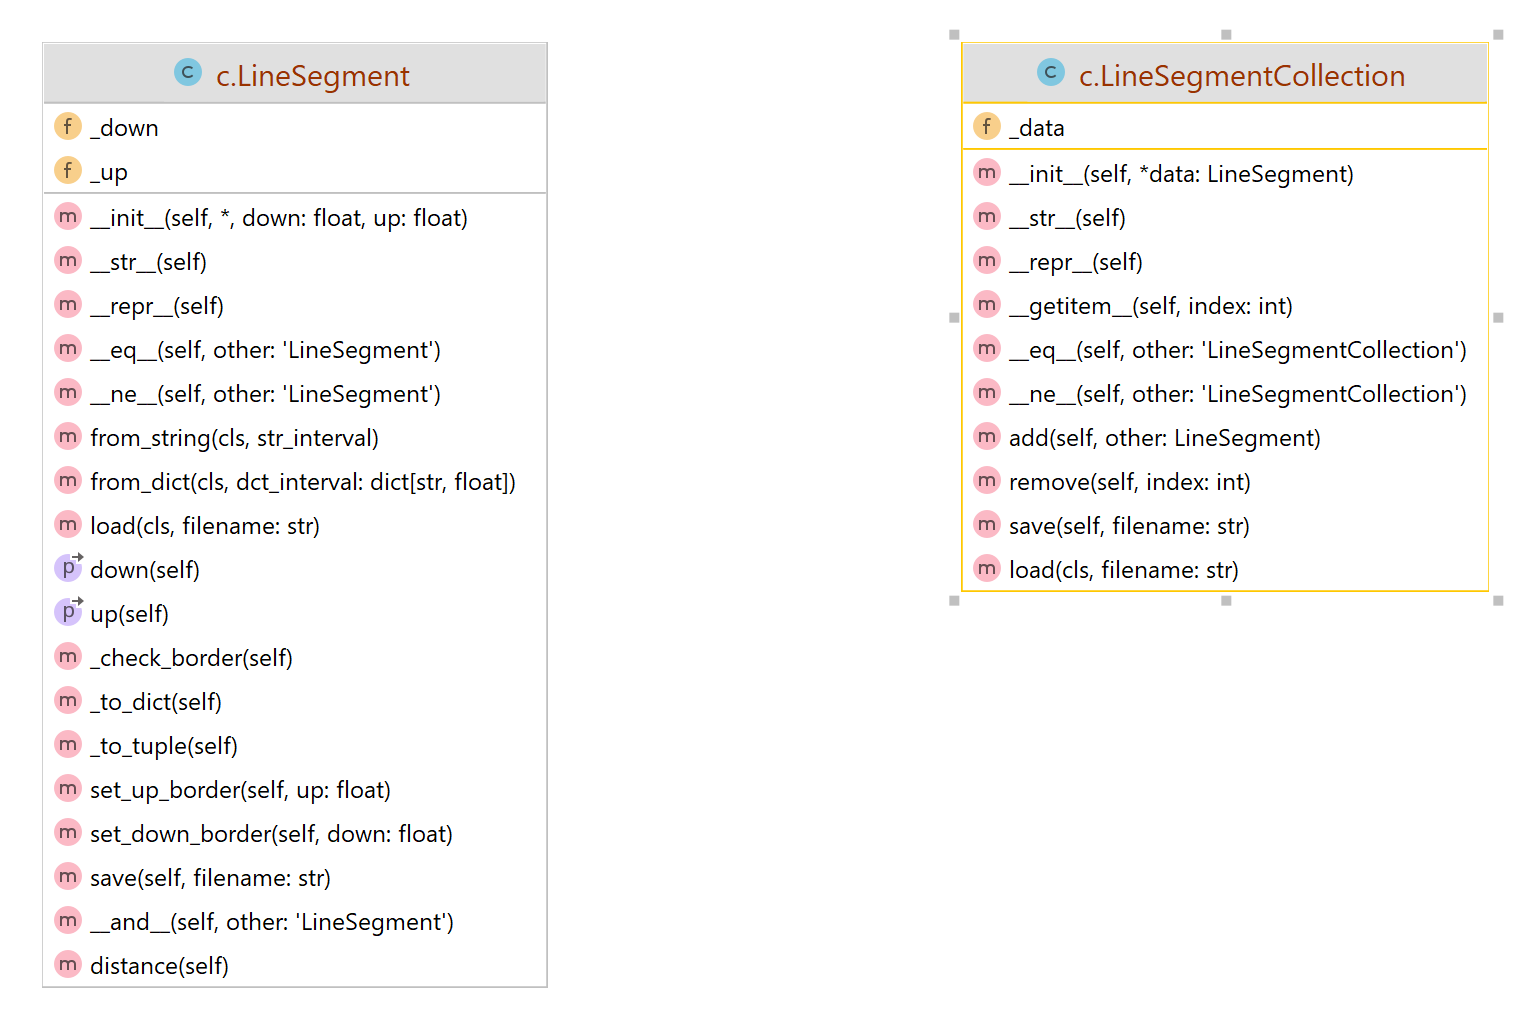 C c.LineSegment
f _down
f _up
m __init__(self, *, down: float, up: float)
m __str__(self)
m __repr__(self)
m __eq__(self, other: 'LineSegment')
m __ne__(self, other: 'LineSegment')
m from_string(cls, str_interval)
m from_dict(cls, dct_interval: dict[str, float])
m load(cls, filename: str)
p down(self)
p up(self)
m _check_border(self)
m _to_dict(self)
m _to_tuple(self)
m set_up_border(self, up: float)
m set_down_border(self, down: float)
m save(self, filename: str)
m __and__(self, other: 'LineSegment')
m distance(self)
C c.LineSegmentCollection
f _data
m __init__(self, *data: LineSegment)
m __str__(self)
m __repr__(self)
m __getitem__(self, index: int)
m __eq__(self, other: 'LineSegmentCollection')
m __ne__(self, other: 'LineSegmentCollection')
m add(self, other: LineSegment)
m remove(self, index: int)
m save(self, filename: str)
m load(cls, filename: str)